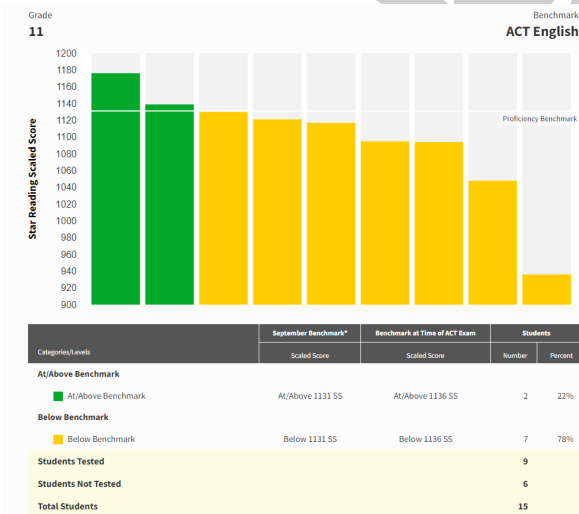 Grade
Benchmark
11
ACT English
Star Reading Scaled Score
1200
1180
1160
1140
1120
1100
1080
1060
1040
1020
1000
980
960
940
920
900
Proficiency Benchmark
September Benchmark* Benchmark at Time of ACT Exam Students
Categories/Levels Scaled Score Scaled Score Number Percent
At/Above Benchmark
At/Above Benchmark At/Above 1131 SS At/Above 1136 SS 2 22%
Below Benchmark
Below Benchmark Below 1131 SS Below 1136 SS 7 78%
Students Tested 9
Students Not Tested 6
Total Students 15